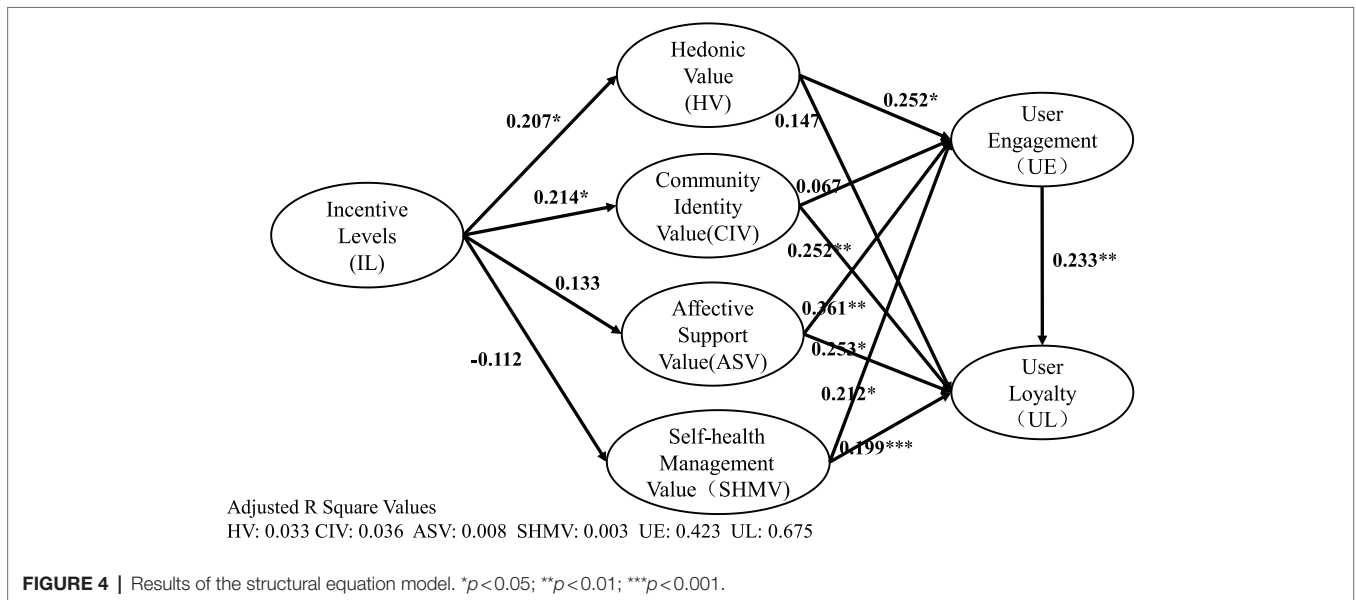 Hedonic
Value
(HV)
0.252*
User
Engagement
（UE）
0.207*
0.147
Community
Identity
Value(CIV)
0.067
0.214*
Incentive
Levels
(IL)
0.252**
0.233**
0.133
Affective
Support
Value(ASV)
0.361**
0.253*
-0.112
User
Loyalty
（UL）
0.212*
Self-health
Management
Value（SHMV)
0.199***
Adjusted R Square Values
HV: 0.033 CIV: 0.036 ASV: 0.008 SHMV: 0.003 UE: 0.423 UL: 0.675
FIGURE 4 | Results of the structural equation model. *p<0.05; **p<0.01; ***p<0.001.